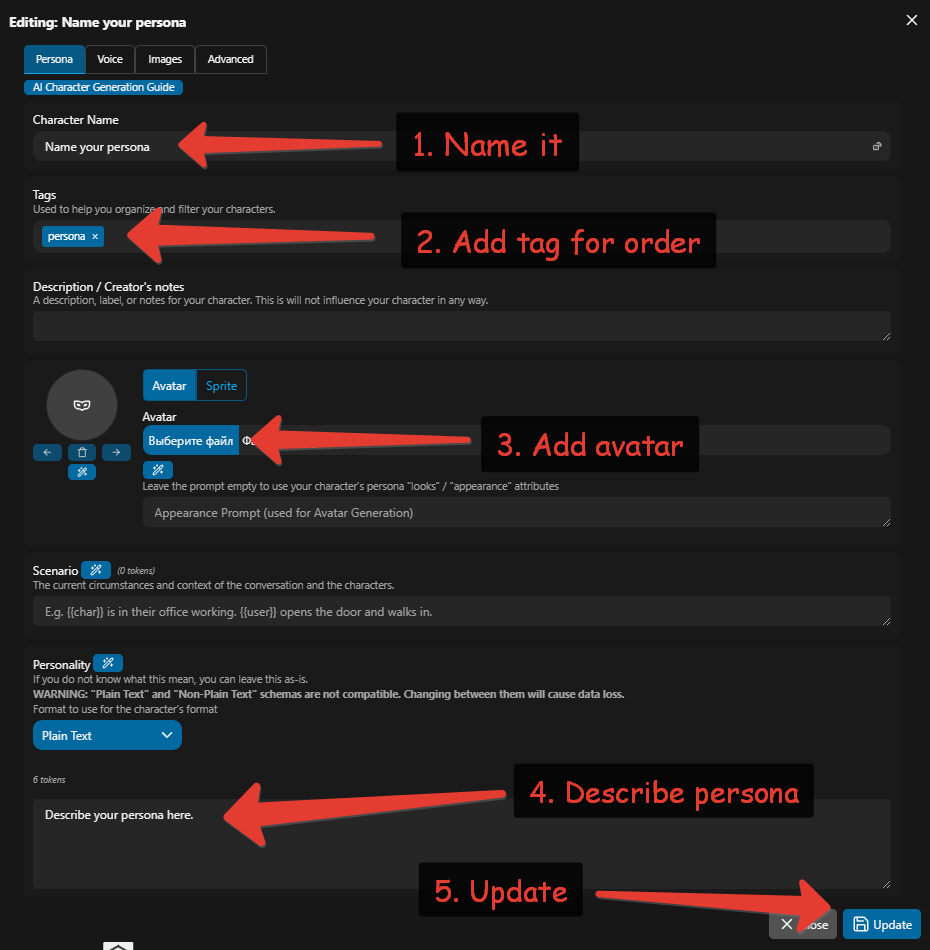 Editing: Name your persona
Persona Voice Images Advanced
AI Character Generation Guide
Character Name
Name your persona
1. Name it
Tags
Used to help you organize and filter your characters.
persona ×
2. Add tag for order
Description / Creator's notes
A description, label, or notes for your character. This is will not influence your character in any way.
Avatar Sprite
Avatar
Выберите файл
3. Add avatar
Leave the prompt empty to use your character's persona "looks" / "appearance" attributes
Appearance Prompt (used for Avatar Generation)
Scenario (0 tokens)
The current circumstances and context of the conversation and the characters.
E.g. {{char}} is in their office working. {{user}} opens the door and walks in.
Personality
If you do not know what this mean, you can leave this as-is.
WARNING: "Plain Text" and "Non-Plain Text" schemas are not compatible. Changing between them will cause data loss.
Format to use for the character's format
Plain Text
6 tokens
Describe your persona here.
4. Describe persona
5. Update
Update